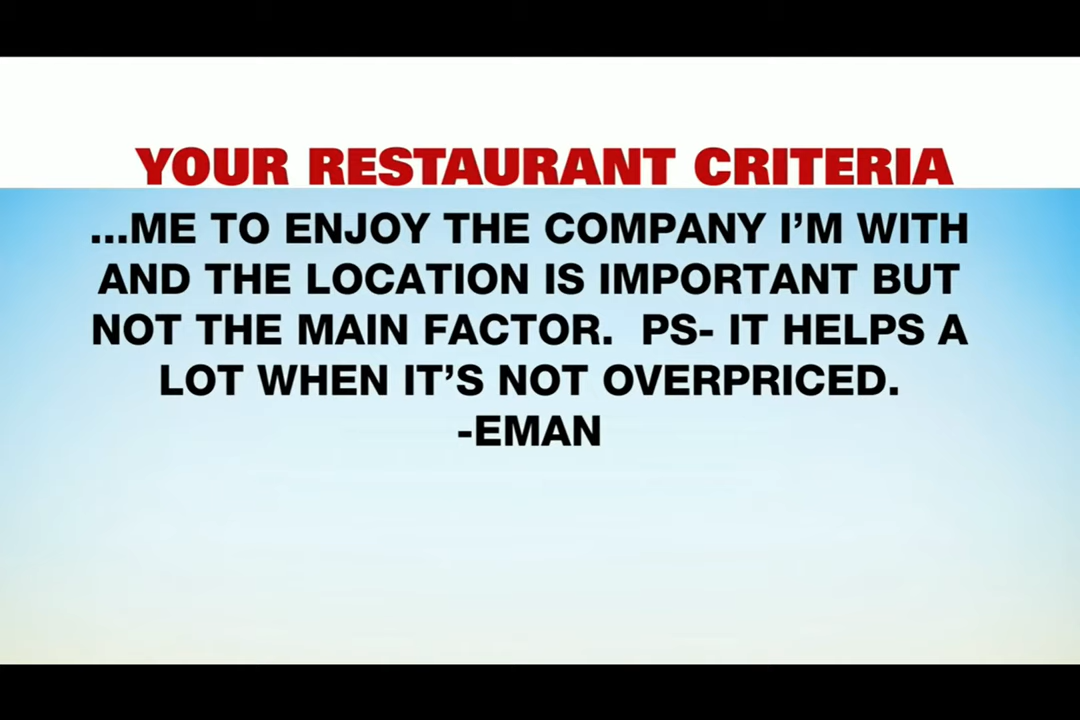 YOUR RESTAURANT CRITERIA
...ME TO ENJOY THE COMPANY I'M WITH
AND THE LOCATION IS IMPORTANT BUT
NOT THE MAIN FACTOR.  PS- IT HELPS A
LOT WHEN IT'S NOT OVERPRICED.
-EMAN